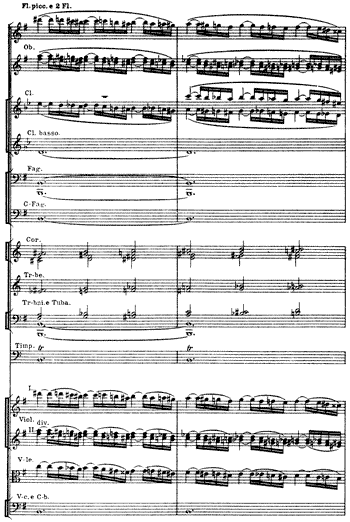 Fl. picc. e 2 Fl.
Ob.
Cl.
Cl. basso.
Fag.
C-Fag.
Cor.
Tr-be.
Tr-bni. e Tuba.
Timp.
tr
tr
I.
Viol. div.
V-le.
V-c. e C-b.